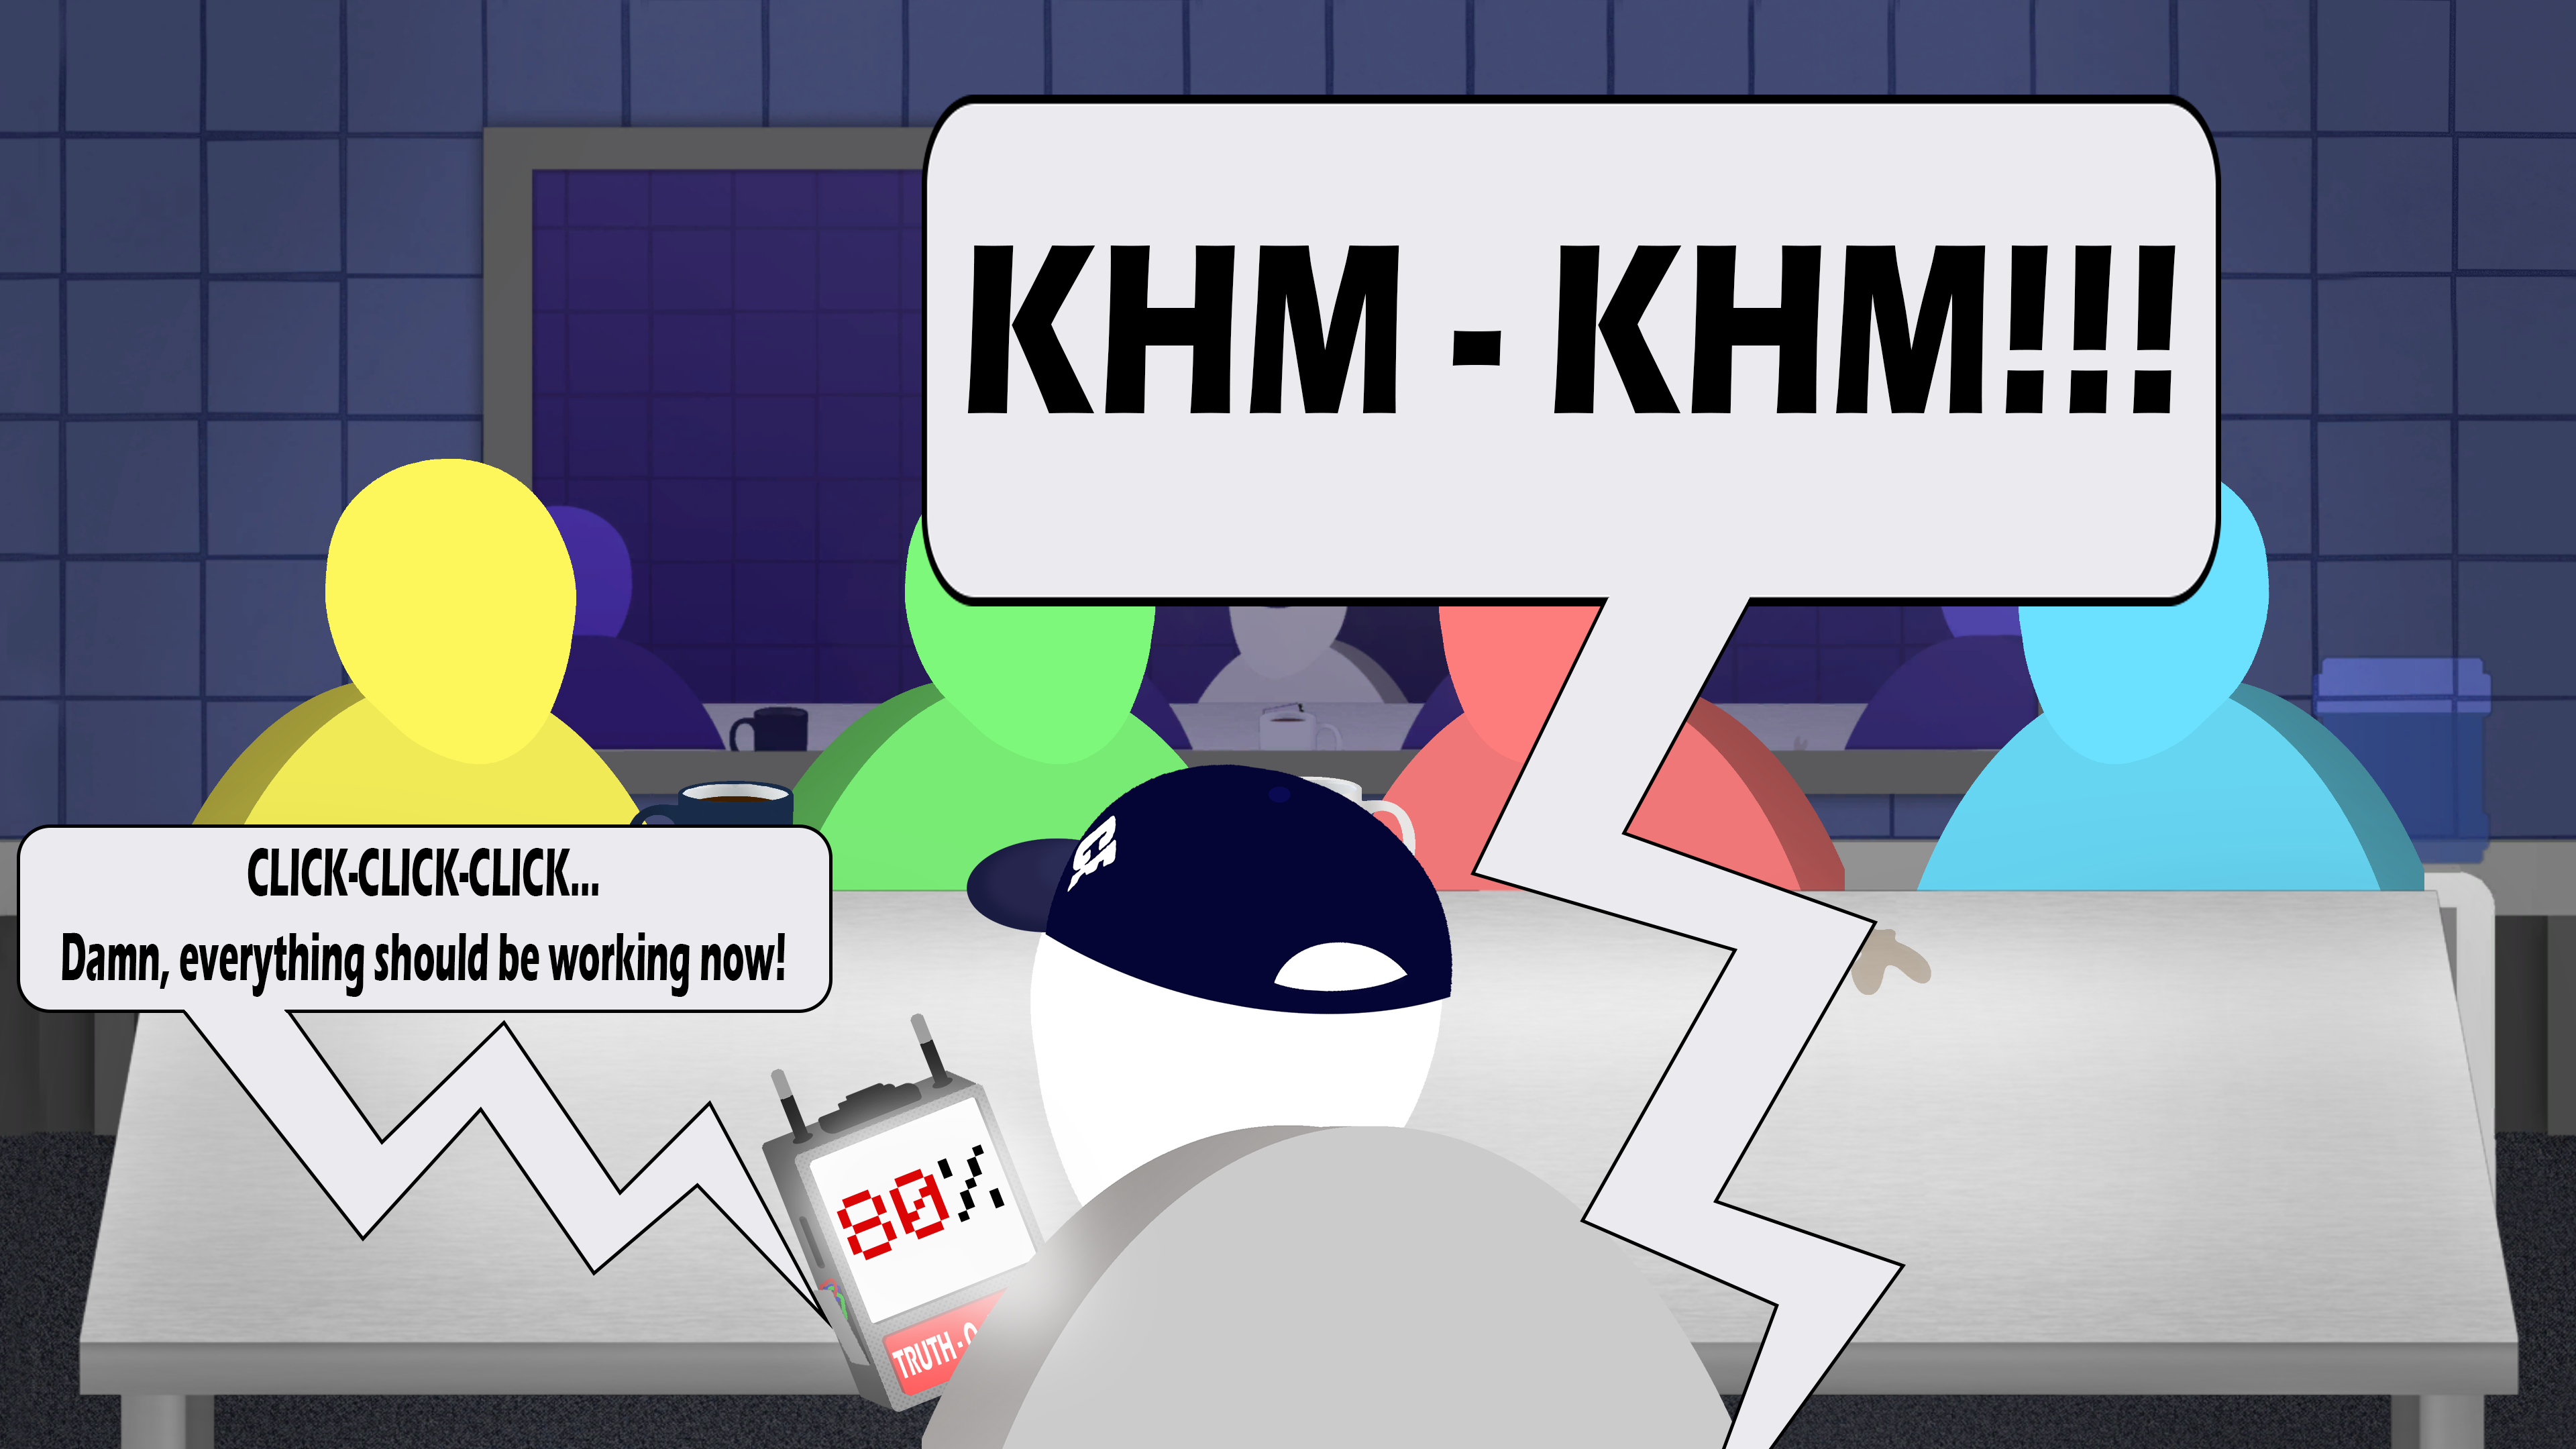 KHM - KHM!!!
CLICK-CLICK-CLICK...
Damn, everything should be working now!
80%
TRUTH - O